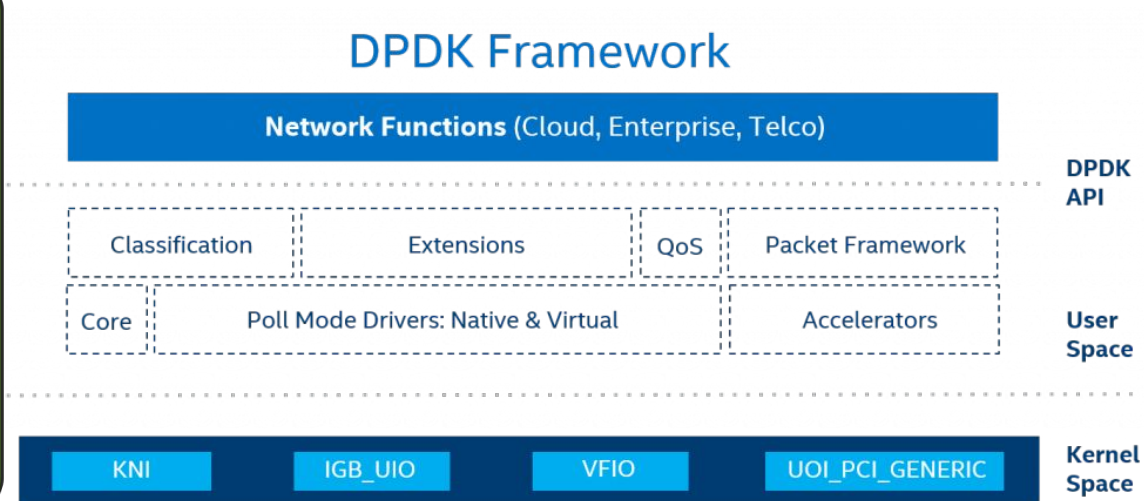 DPDK Framework
Network Functions (Cloud, Enterprise, Telco)
DPDK
API
Classification
Extensions
QoS
Packet Framework
Core
Poll Mode Drivers: Native & Virtual
Accelerators
User
Space
KNI
IGB_UIO
VFIO
UOI_PCI_GENERIC
Kernel
Space